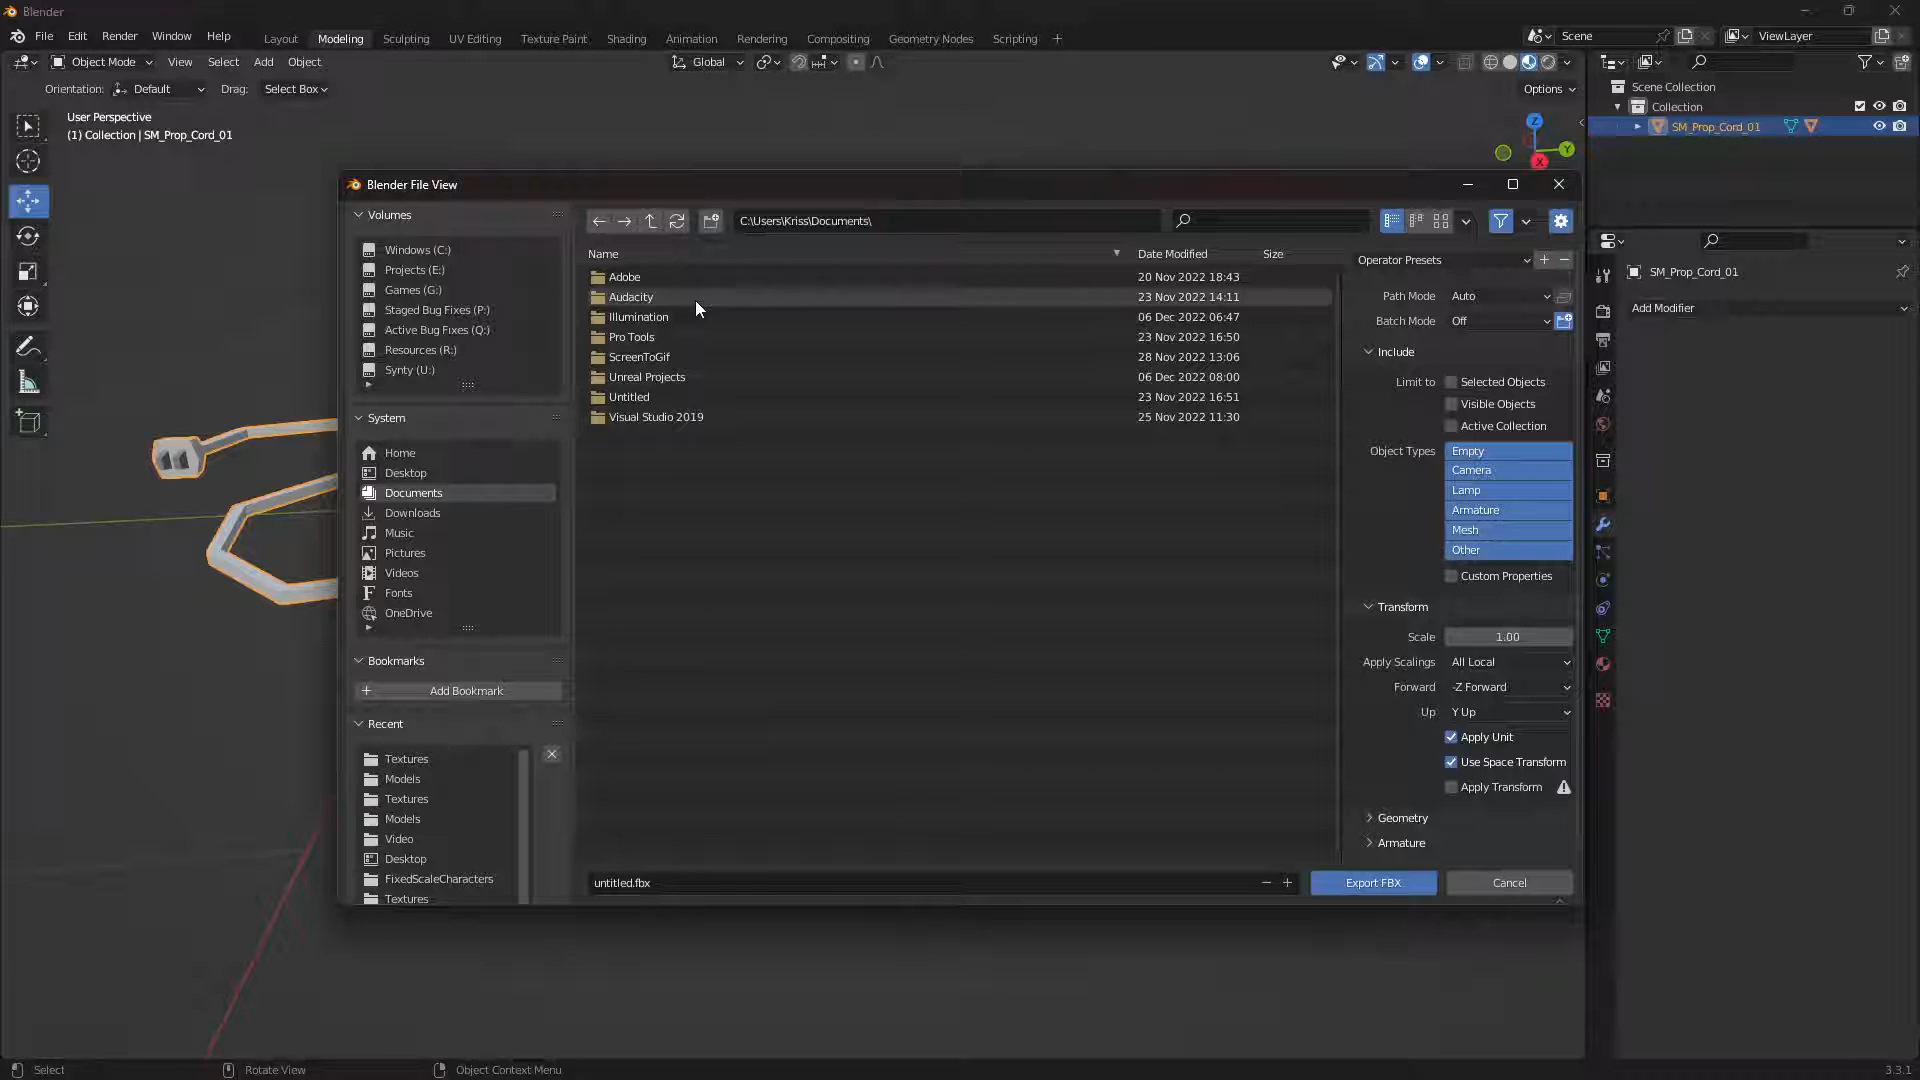 Blender
File Edit Render Window Help Layout Modeling Sculpting UV Editing Texture Paint Shading Animation Rendering Compositing Geometry Nodes Scripting + Scene ViewLayer
Object Mode View Select Add Object Global
Orientation: Default Drag: Select Box Options
User Perspective
(1) Collection | SM_Prop_Cord_01
Z
Y
X
Scene Collection
Collection
SM_Prop_Cord_01
SM_Prop_Cord_01
Add Modifier
Blender File View
Volumes
Windows (C:)
Projects (E:)
Games (G:)
Staged Bug Fixes (P:)
Active Bug Fixes (Q:)
Resources (R:)
Synty (U:)
System
Home
Desktop
Documents
Downloads
Music
Pictures
Videos
Fonts
OneDrive
Bookmarks
Add Bookmark
Recent
Textures
Models
Textures
Models
Video
Desktop
FixedScaleCharacters
Textures
C:\Users\Kriss\Documents\
Name Date Modified Size
Adobe 20 Nov 2022 18:43
Audacity 23 Nov 2022 14:11
Illumination 06 Dec 2022 06:47
Pro Tools 23 Nov 2022 16:50
ScreenToGif 28 Nov 2022 13:06
Unreal Projects 06 Dec 2022 08:00
Untitled 23 Nov 2022 16:51
Visual Studio 2019 25 Nov 2022 11:30
Operator Presets
Path Mode Auto
Batch Mode Off
Include
Limit to Selected Objects
Visible Objects
Active Collection
Object Types Empty
Camera
Lamp
Armature
Mesh
Other
Custom Properties
Transform
Scale 1.00
Apply Scalings All Local
Forward -Z Forward
Up Y Up
Apply Unit
Use Space Transform
Apply Transform
Geometry
Armature
untitled.fbx Export FBX Cancel
Select Rotate View Object Context Menu 3.3.1